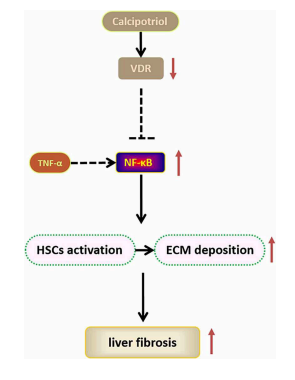 Calcipotriol
VDR
TNF-α
NF-κB
HSCs activation
ECM deposition
liver fibrosis